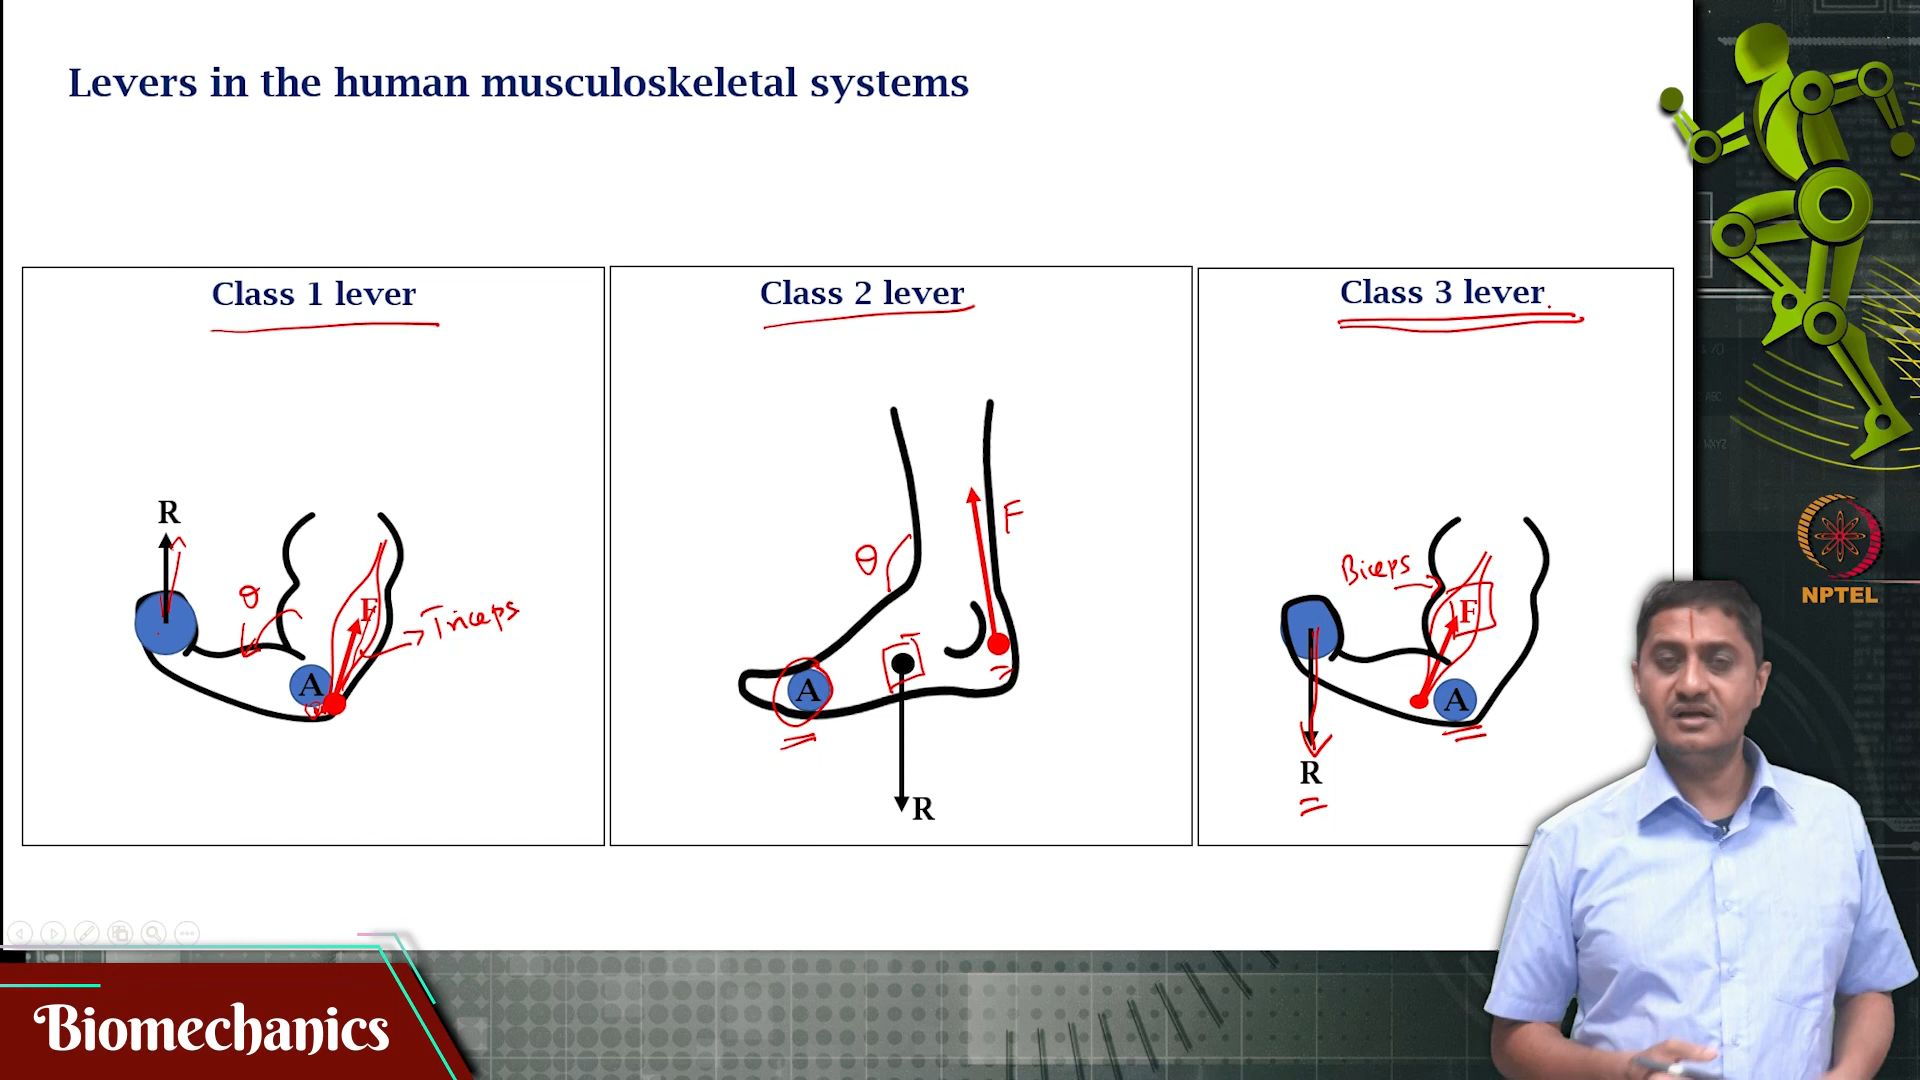 Levers in the human musculoskeletal systems
Class 1 lever
R
θ
F
Triceps
A
Class 2 lever
θ
F
A
R
Class 3 lever
Biceps
F
A
R
NPTEL
Biomechanics